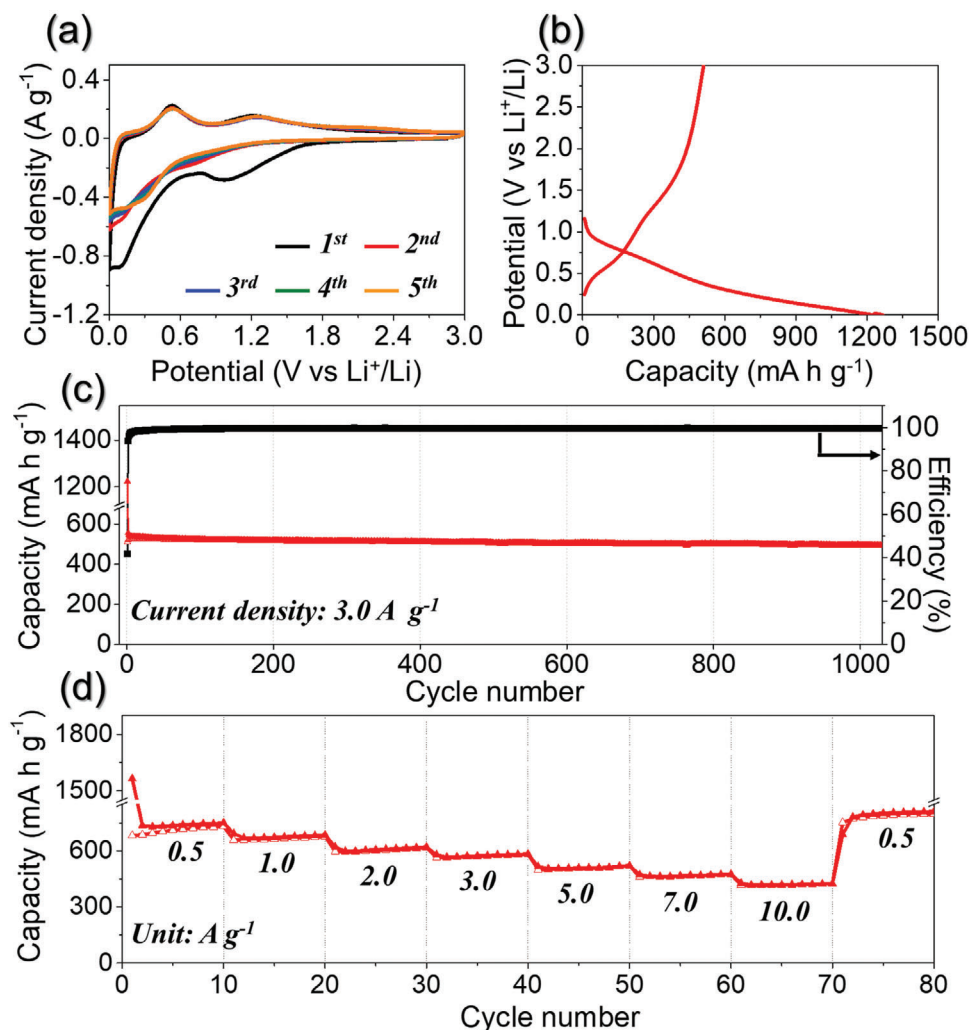 (a)
Current density (A g⁻¹)
0.4
0.0
-0.4
-0.8
-1.2
1ˢᵗ 2ⁿᵈ
3ʳᵈ 4ᵗʰ 5ᵗʰ
0.0 0.6 1.2 1.8 2.4 3.0
Potential (V vs Li⁺/Li)
(b)
Potential (V vs Li⁺/Li)
3.0
2.5
2.0
1.5
1.0
0.5
0.0
0 300 600 900 1200 1500
Capacity (mA h g⁻¹)
(c)
Capacity (mA h g⁻¹)
1400
1200
600
400
200
0
Current density: 3.0 A g⁻¹
100
80
60
40
20
0
Efficiency (%)
0 200 400 600 800 1000
Cycle number
(d)
Capacity (mA h g⁻¹)
1800
1500
600
300
0
0.5 1.0 2.0 3.0 5.0 7.0 10.0 0.5
Unit: A g⁻¹
0 10 20 30 40 50 60 70 80
Cycle number